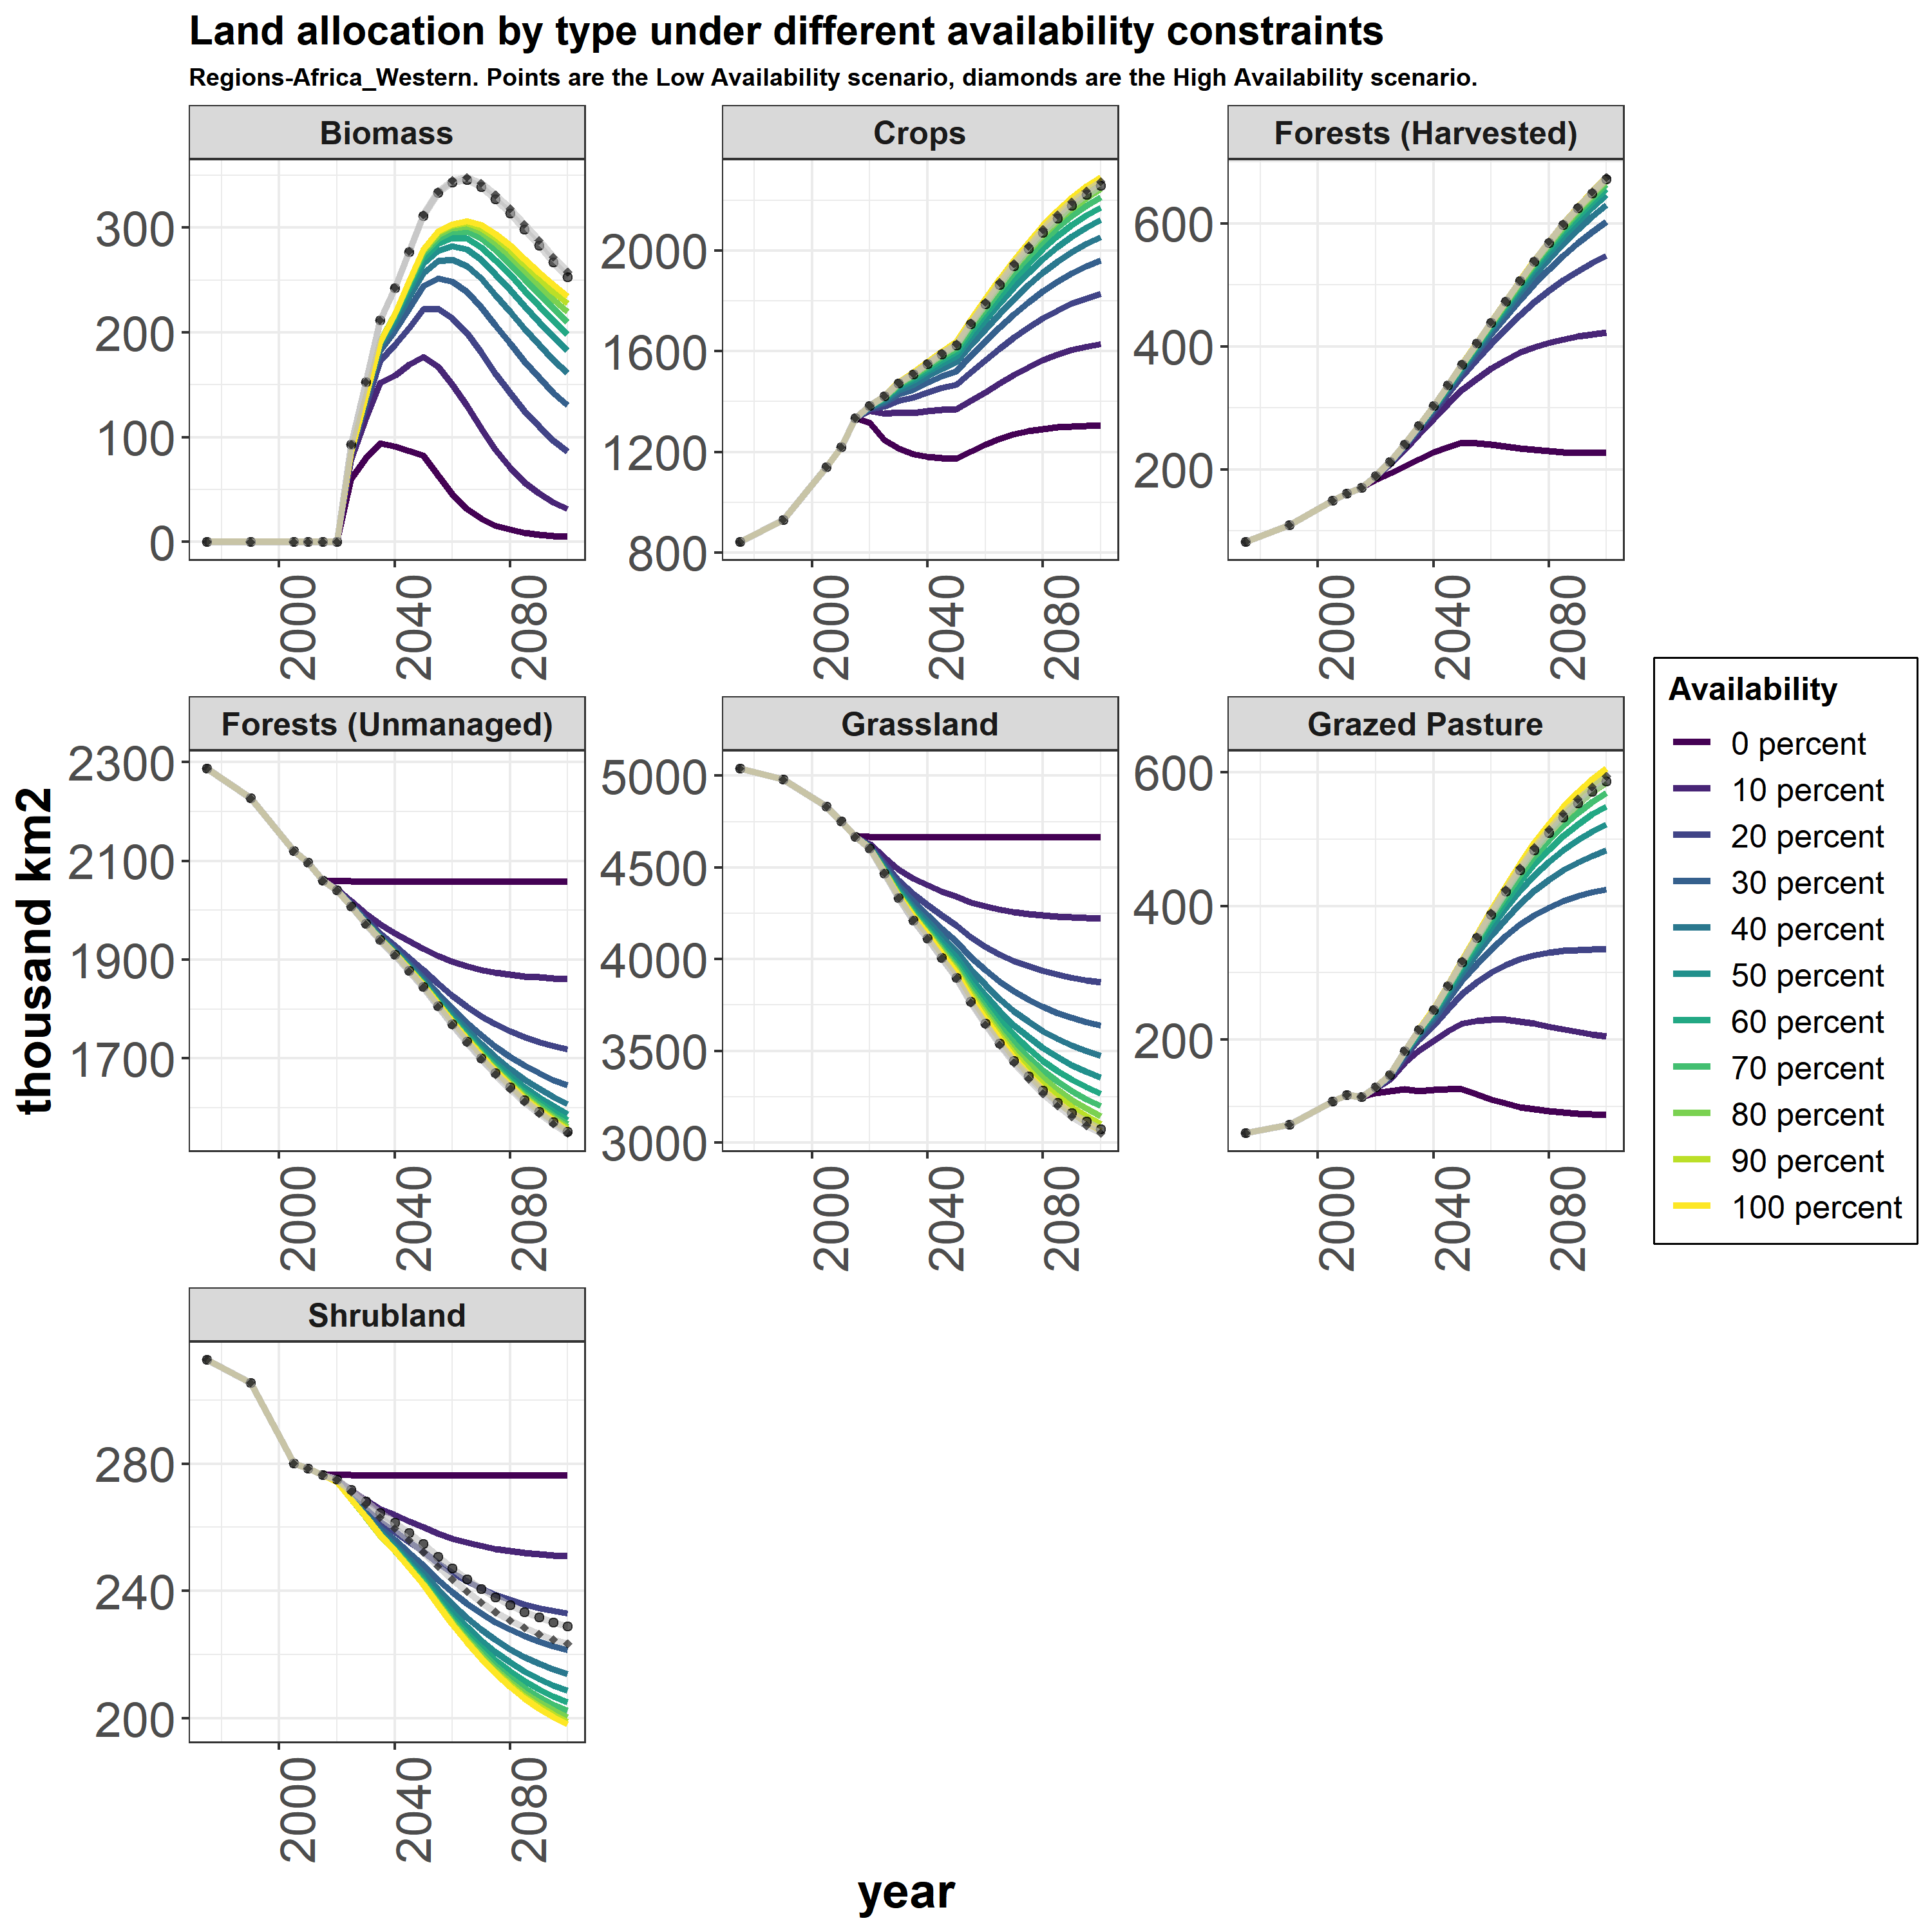 Land allocation by type under different availability constraints
Regions-Africa_Western. Points are the Low Availability scenario, diamonds are the High Availability scenario.
Biomass
300
200
100
0
2000
2040
2080
Crops
2000
1600
1200
800
2000
2040
2080
Forests (Harvested)
600
400
200
2000
2040
2080
thousand km2
Forests (Unmanaged)
2300
2100
1900
1700
2000
2040
2080
Grassland
5000
4500
4000
3500
3000
2000
2040
2080
Grazed Pasture
600
400
200
2000
2040
2080
Availability
0 percent
10 percent
20 percent
30 percent
40 percent
50 percent
60 percent
70 percent
80 percent
90 percent
100 percent
Shrubland
280
240
200
2000
2040
2080
year